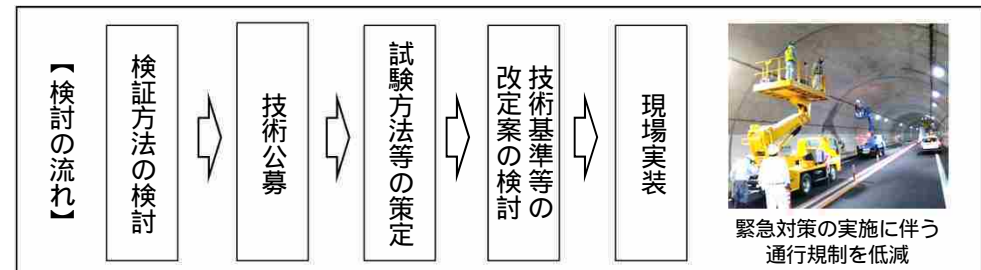 【検討の流れ】
検証方法の検討
技術公募
試験方法等の策定
技術基準等の
改定案の検討
現場実装
緊急対策の実施に伴う
通行規制を低減